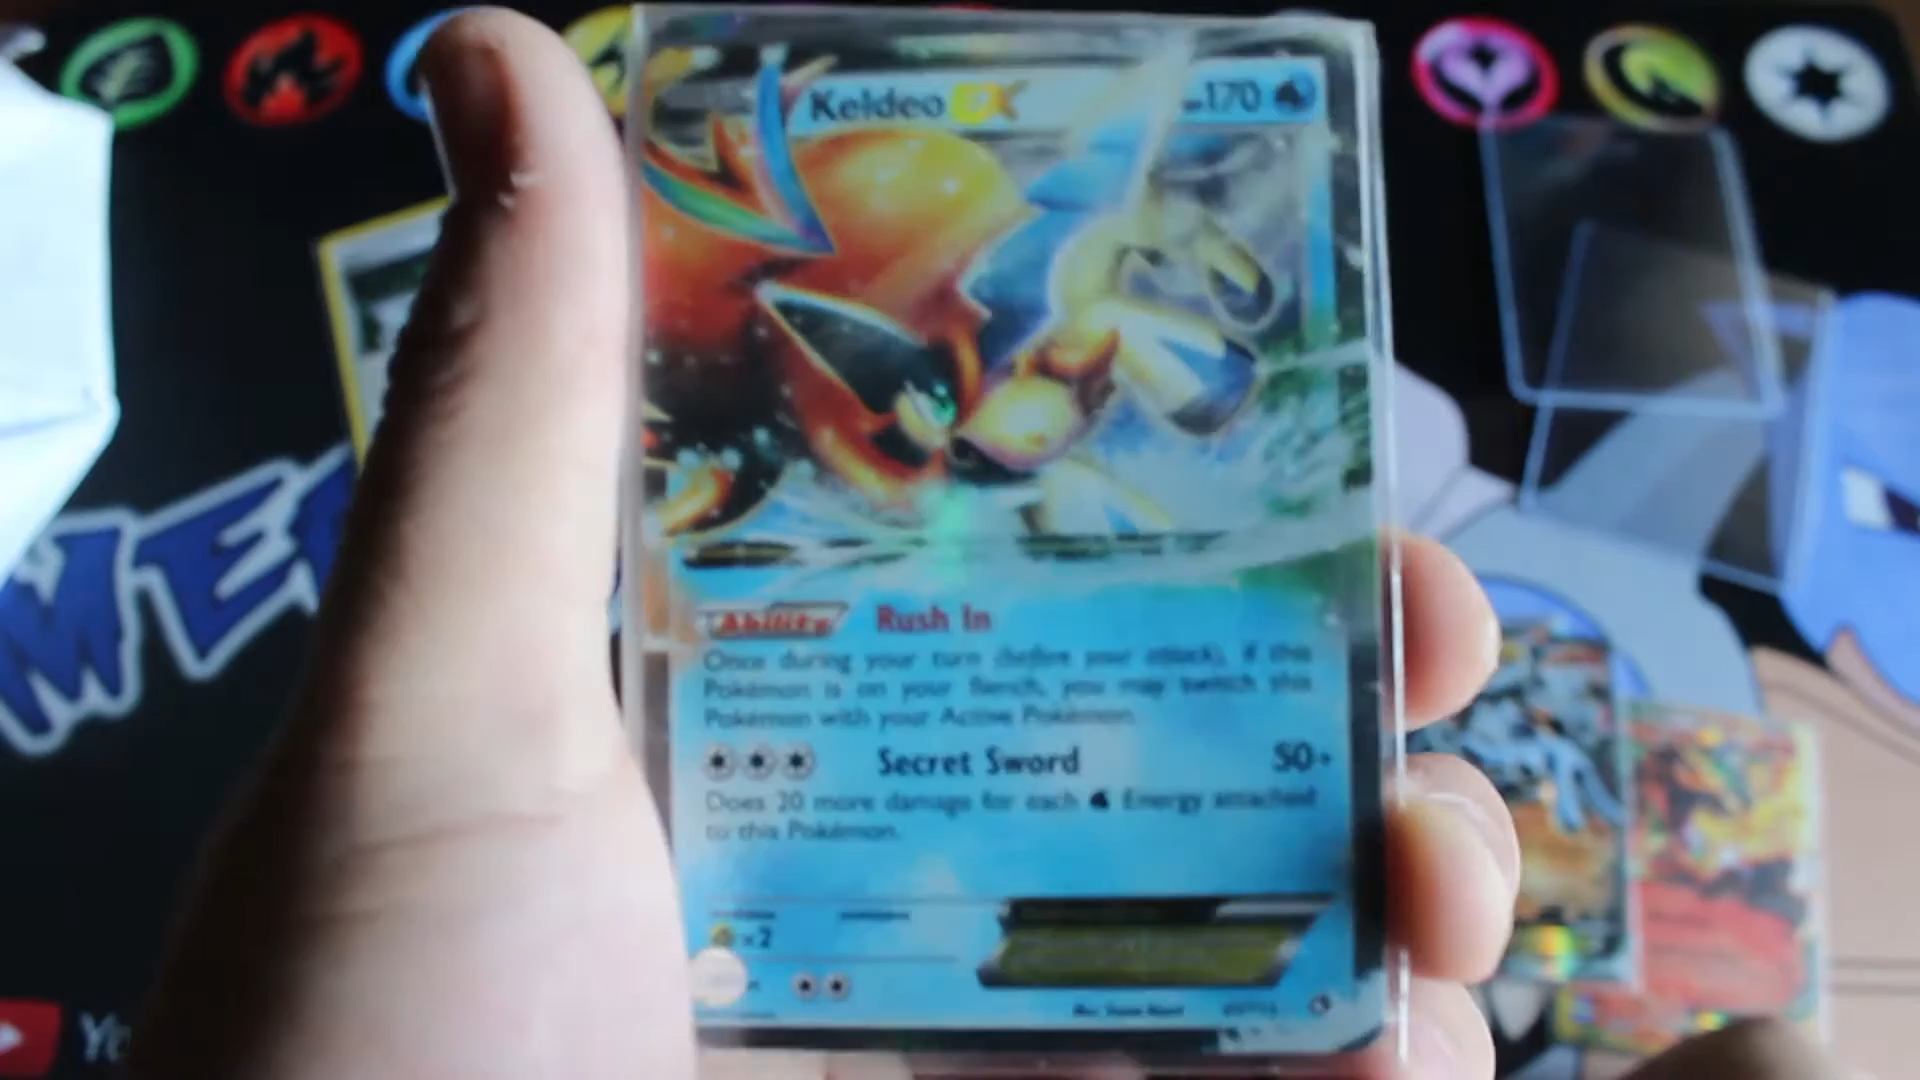 Keldeo EX 170
Ability Rush In
Once during your turn (before your attack), if this
Pokémon is on your Bench, you may switch this
Pokémon with your Active Pokémon.
Secret Sword 50+
Does 20 more damage for each Energy attached
to this Pokémon.
×2
ME
Yo